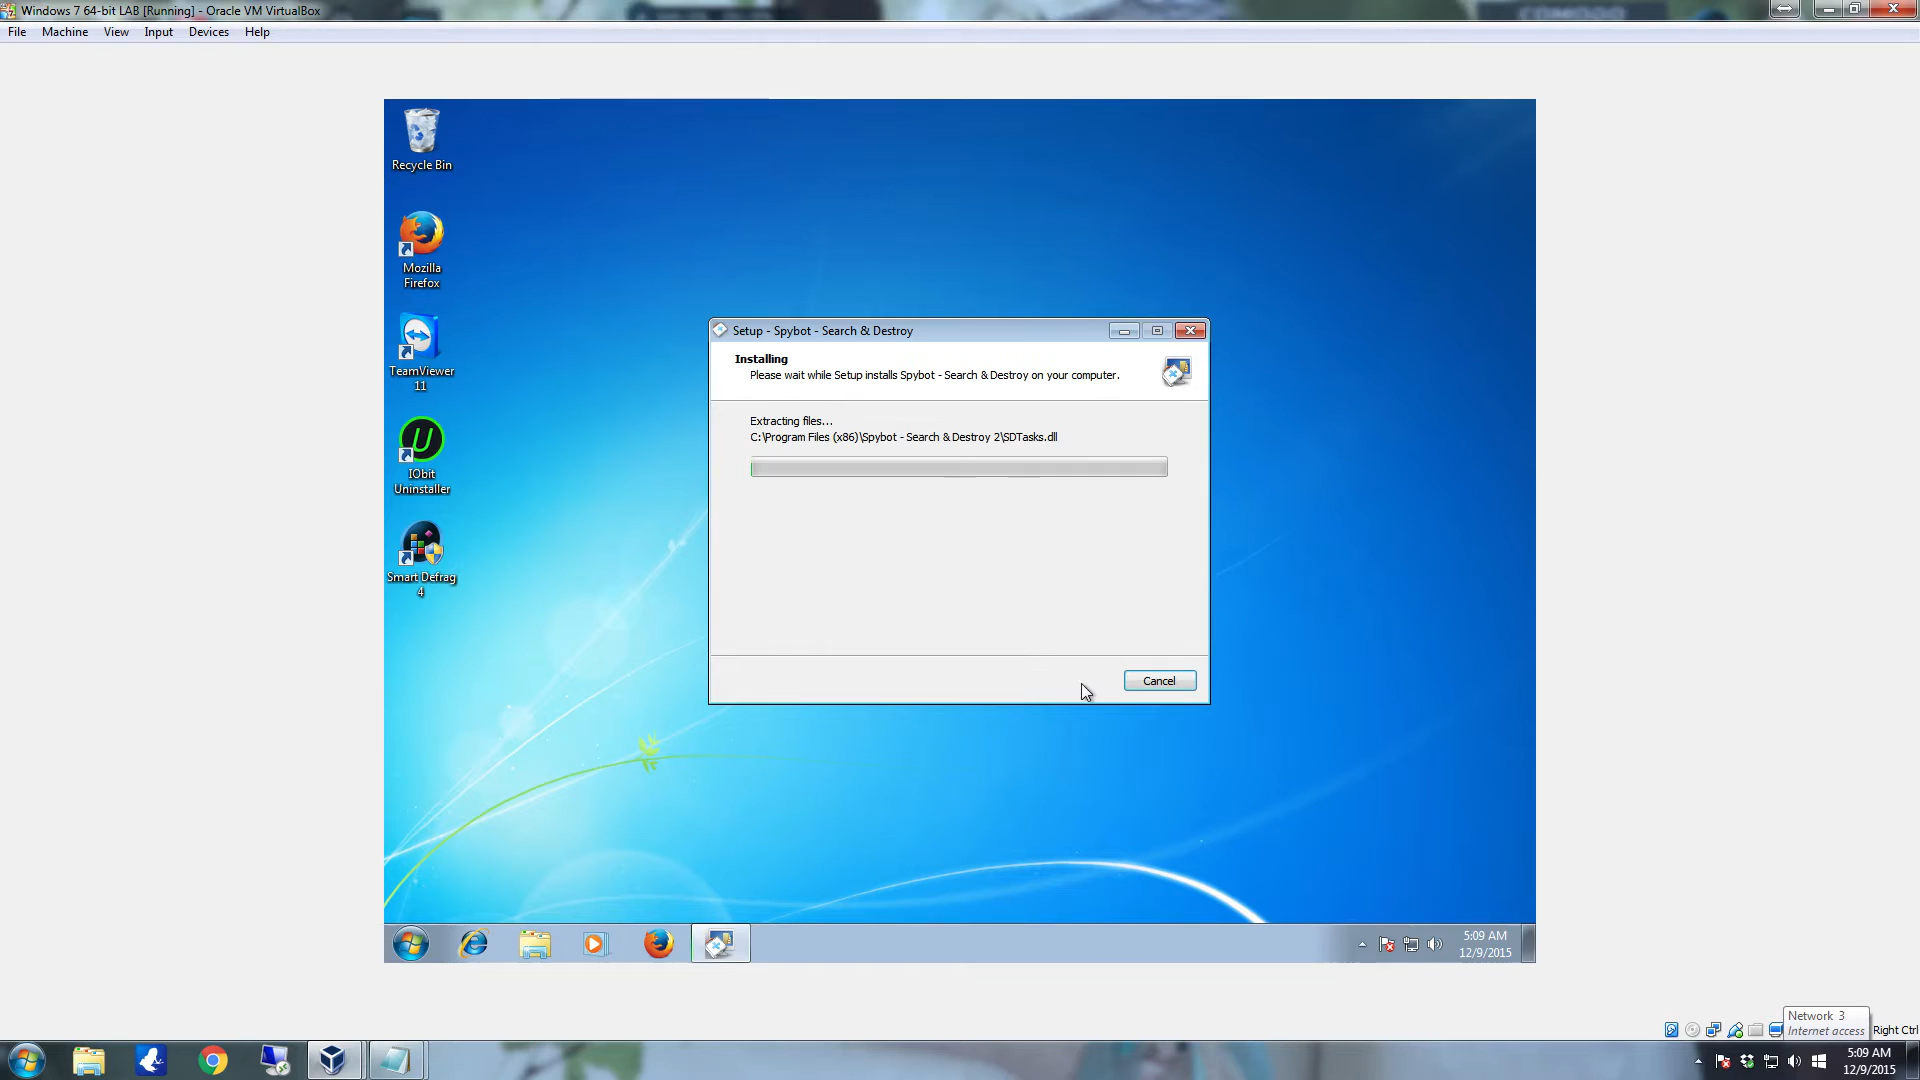 Windows 7 64-bit LAB [Running] - Oracle VM VirtualBox
COMODO
File Machine View Input Devices Help
Recycle Bin
Mozilla
Firefox
TeamViewer
11
IObit
Uninstaller
Smart Defrag
4
Setup - Spybot - Search & Destroy
Installing
Please wait while Setup installs Spybot - Search & Destroy on your computer.
Extracting files...
C:\Program Files (x86)\Spybot - Search & Destroy 2\SDTasks.dll
Cancel
5:09 AM
12/9/2015
Network 3
Internet access
Right Ctrl
5:09 AM
12/9/2015